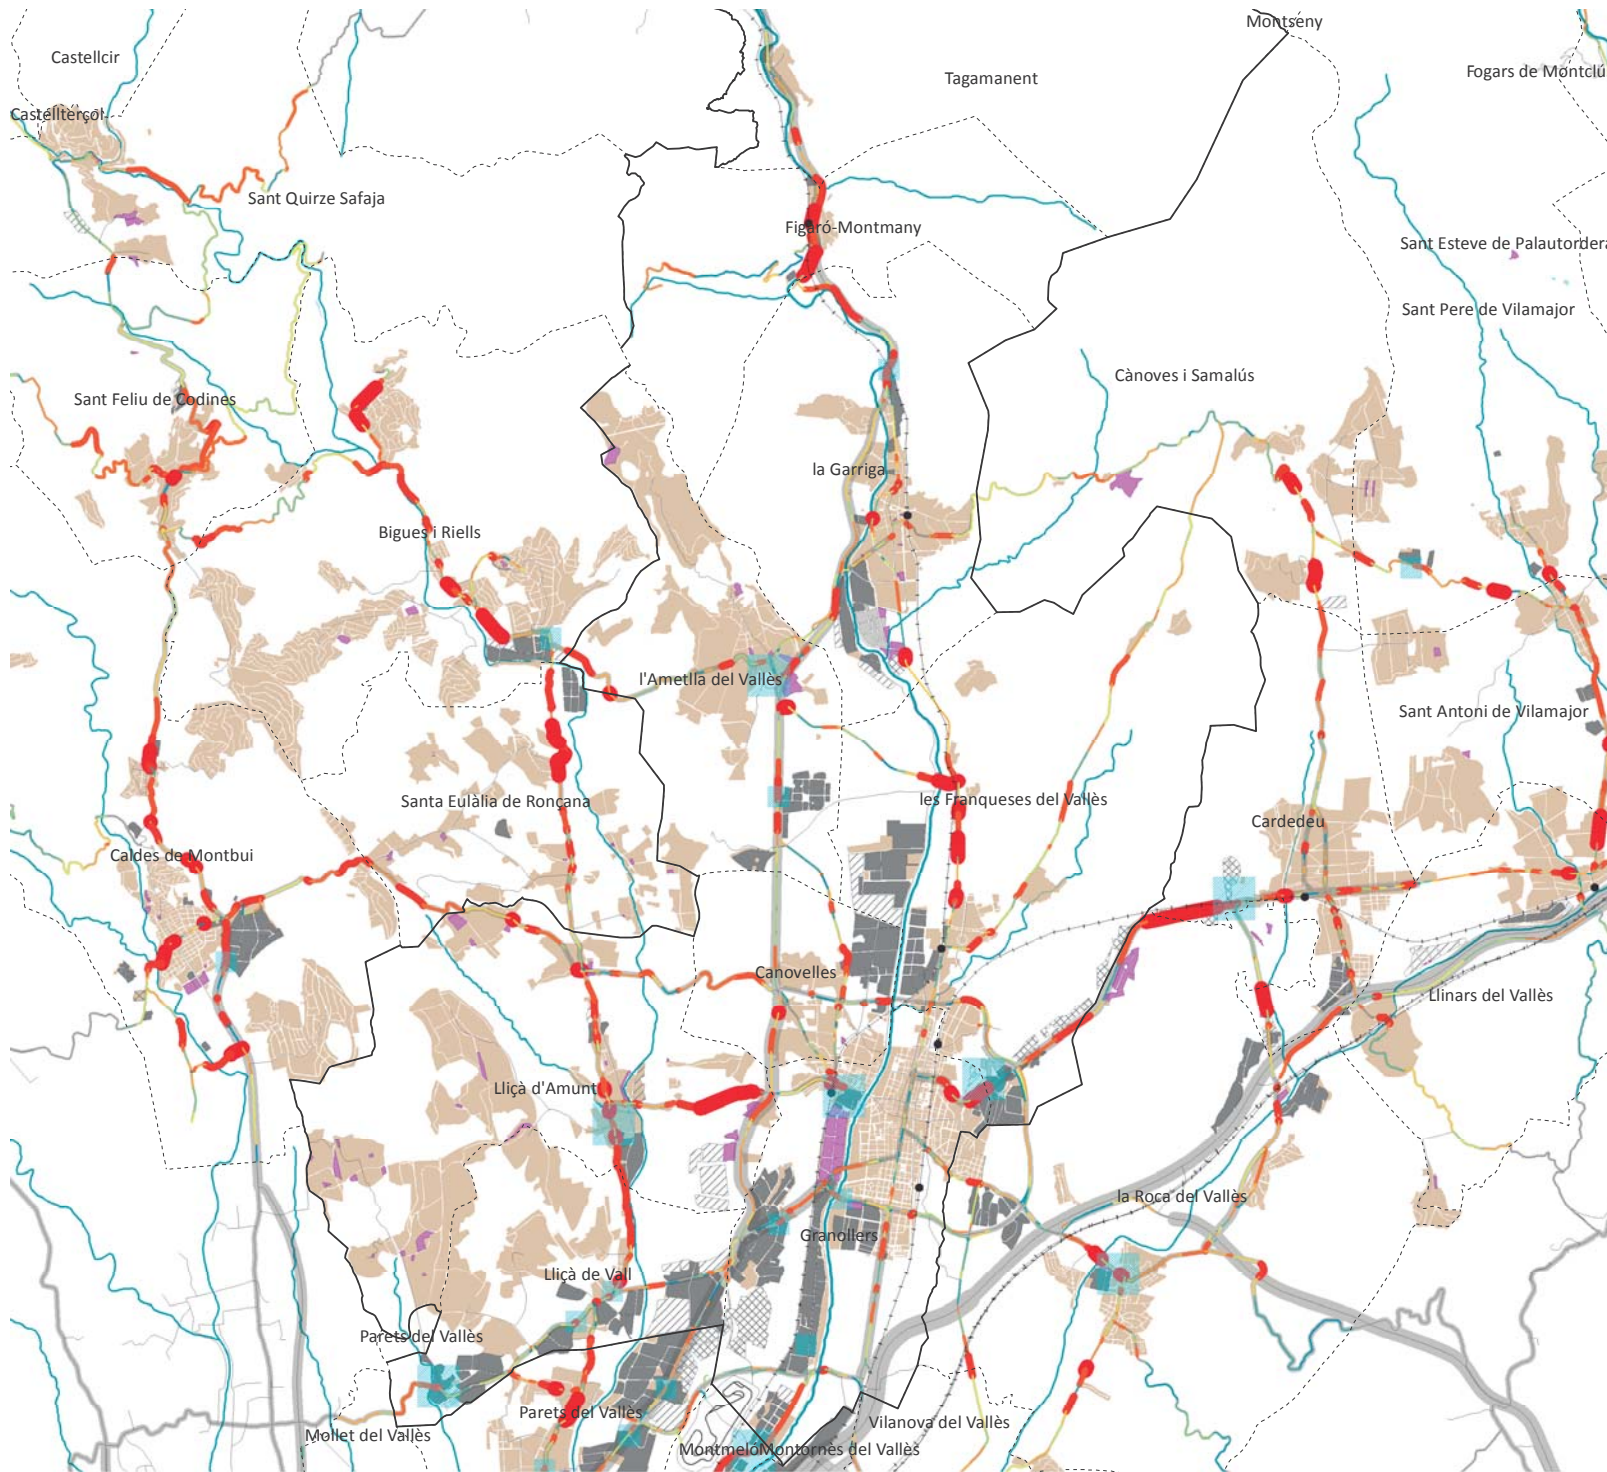 Montseny
Castellcir
Fogars de Montclú
Tagamanent
Castellterçol
Sant Quirze Safaja
Figaró-Montmany
Sant Esteve de Palautordera
Sant Pere de Vilamajor
Cànoves i Samalús
Sant Feliu de Codines
la Garriga
Bigues i Riells
l'Ametlla del Vallès
Sant Antoni de Vilamajor
les Franqueses del Vallès
Santa Eulàlia de Ronçana
Cardedeu
Caldes de Montbui
Canovelles
Llinars del Vallès
Lliçà d'Amunt
la Roca del Vallès
Granollers
Lliçà de Vall
Parets del Vallès
Parets del Vallès
Vilanova del Vallès
Mollet del Vallès
Montmeló
Montornès del Vallès